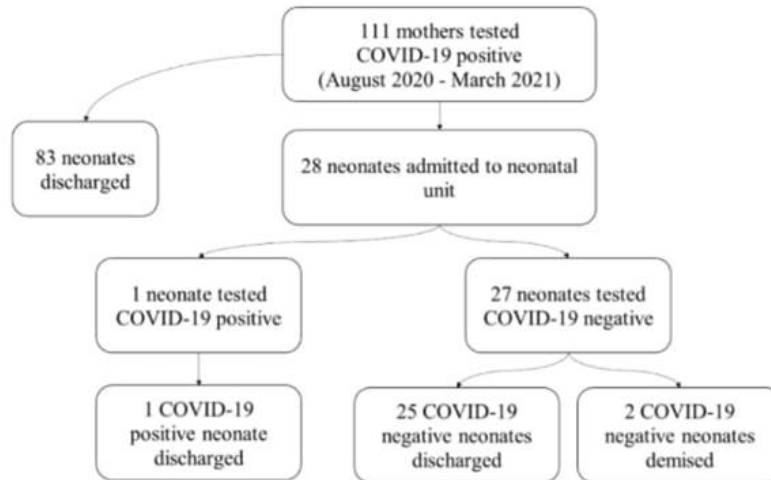 111 mothers tested
COVID-19 positive
(August 2020 - March 2021)
83 neonates
discharged
28 neonates admitted to neonatal
unit
1 neonate tested
COVID-19 positive
27 neonates tested
COVID-19 negative
1 COVID-19
positive neonate
discharged
25 COVID-19
negative neonates
discharged
2 COVID-19
negative neonates
demised